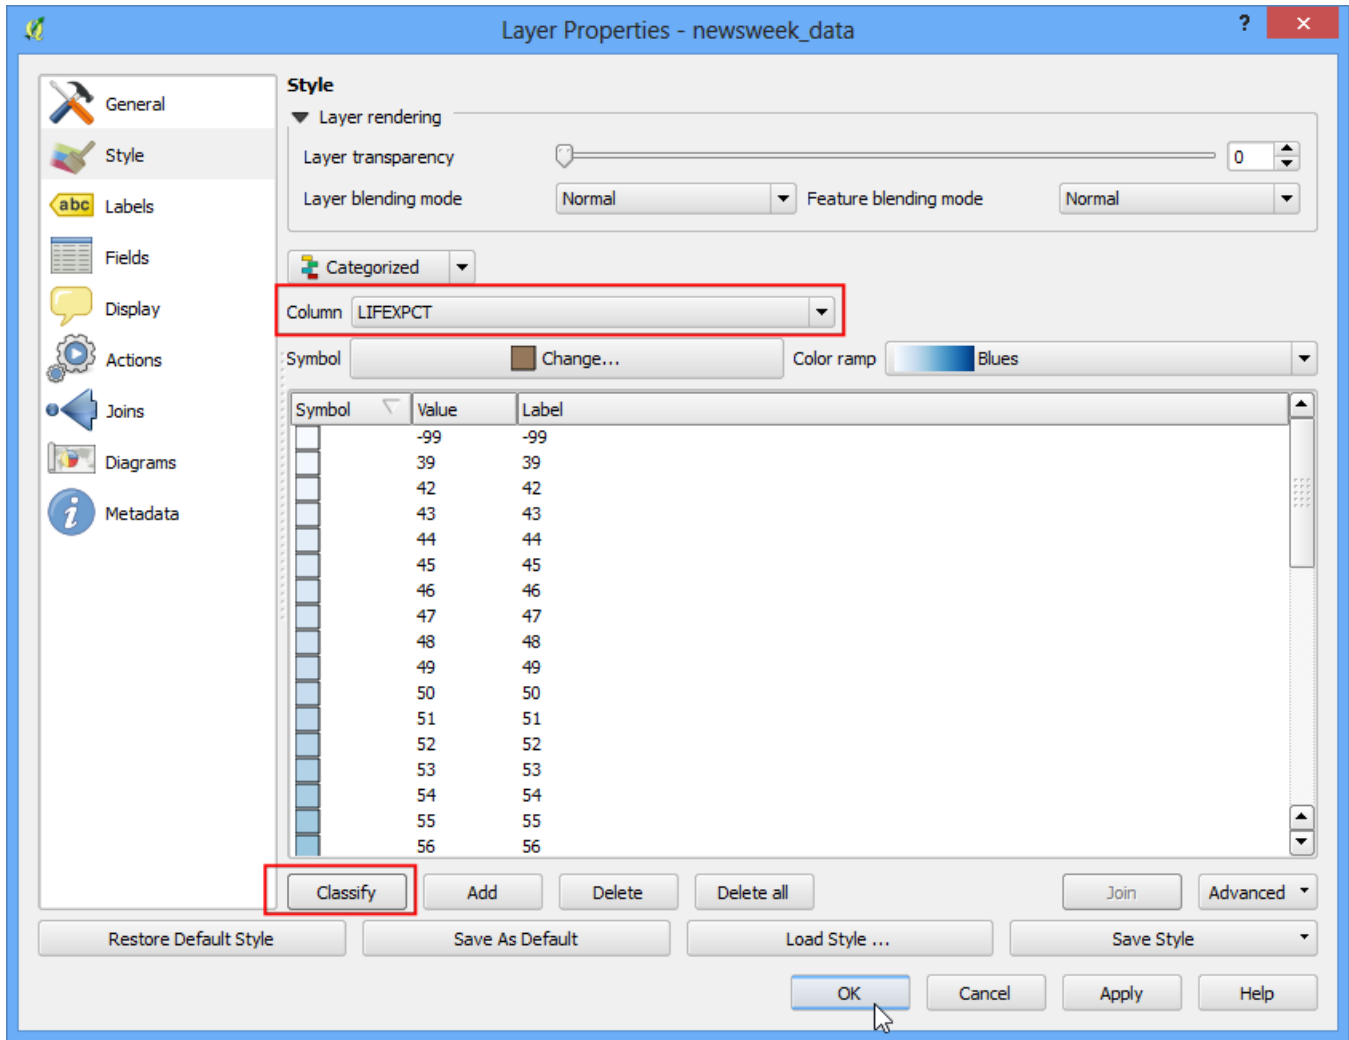 Layer Properties - newsweek_data
?
General
Style
abc Labels
Fields
Display
Actions
Joins
Diagrams
i Metadata
Style
Layer rendering
Layer transparency 0
Layer blending mode Normal Feature blending mode Normal
Categorized
Column LIFEXPCT
Symbol Change... Color ramp Blues
Symbol Value Label
-99 -99
39 39
42 42
43 43
44 44
45 45
46 46
47 47
48 48
49 49
50 50
51 51
52 52
53 53
54 54
55 55
56 56
Classify Add Delete Delete all Join Advanced
Restore Default Style Save As Default Load Style ... Save Style
OK Cancel Apply Help